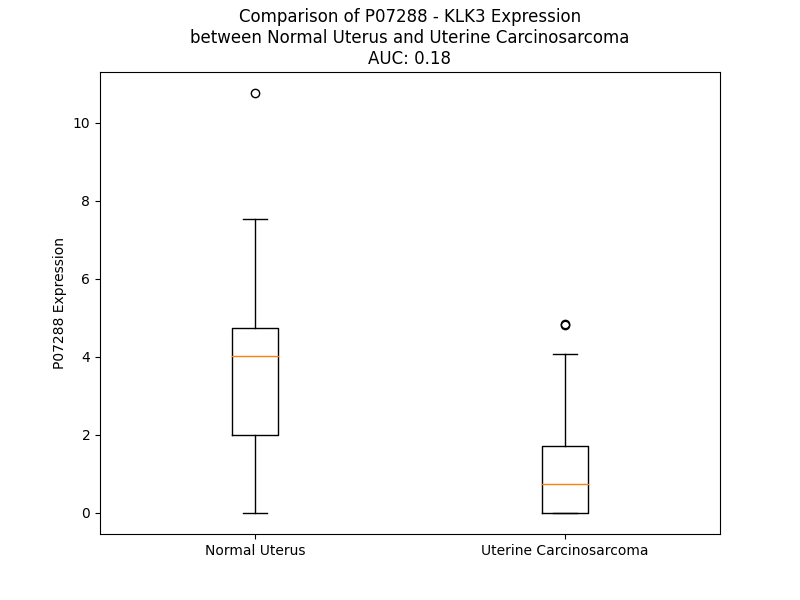 Comparison of P07288 - KLK3 Expression
between Normal Uterus and Uterine Carcinosarcoma
AUC: 0.18
P07288 Expression
10
8
6
4
2
0
Normal Uterus
Uterine Carcinosarcoma